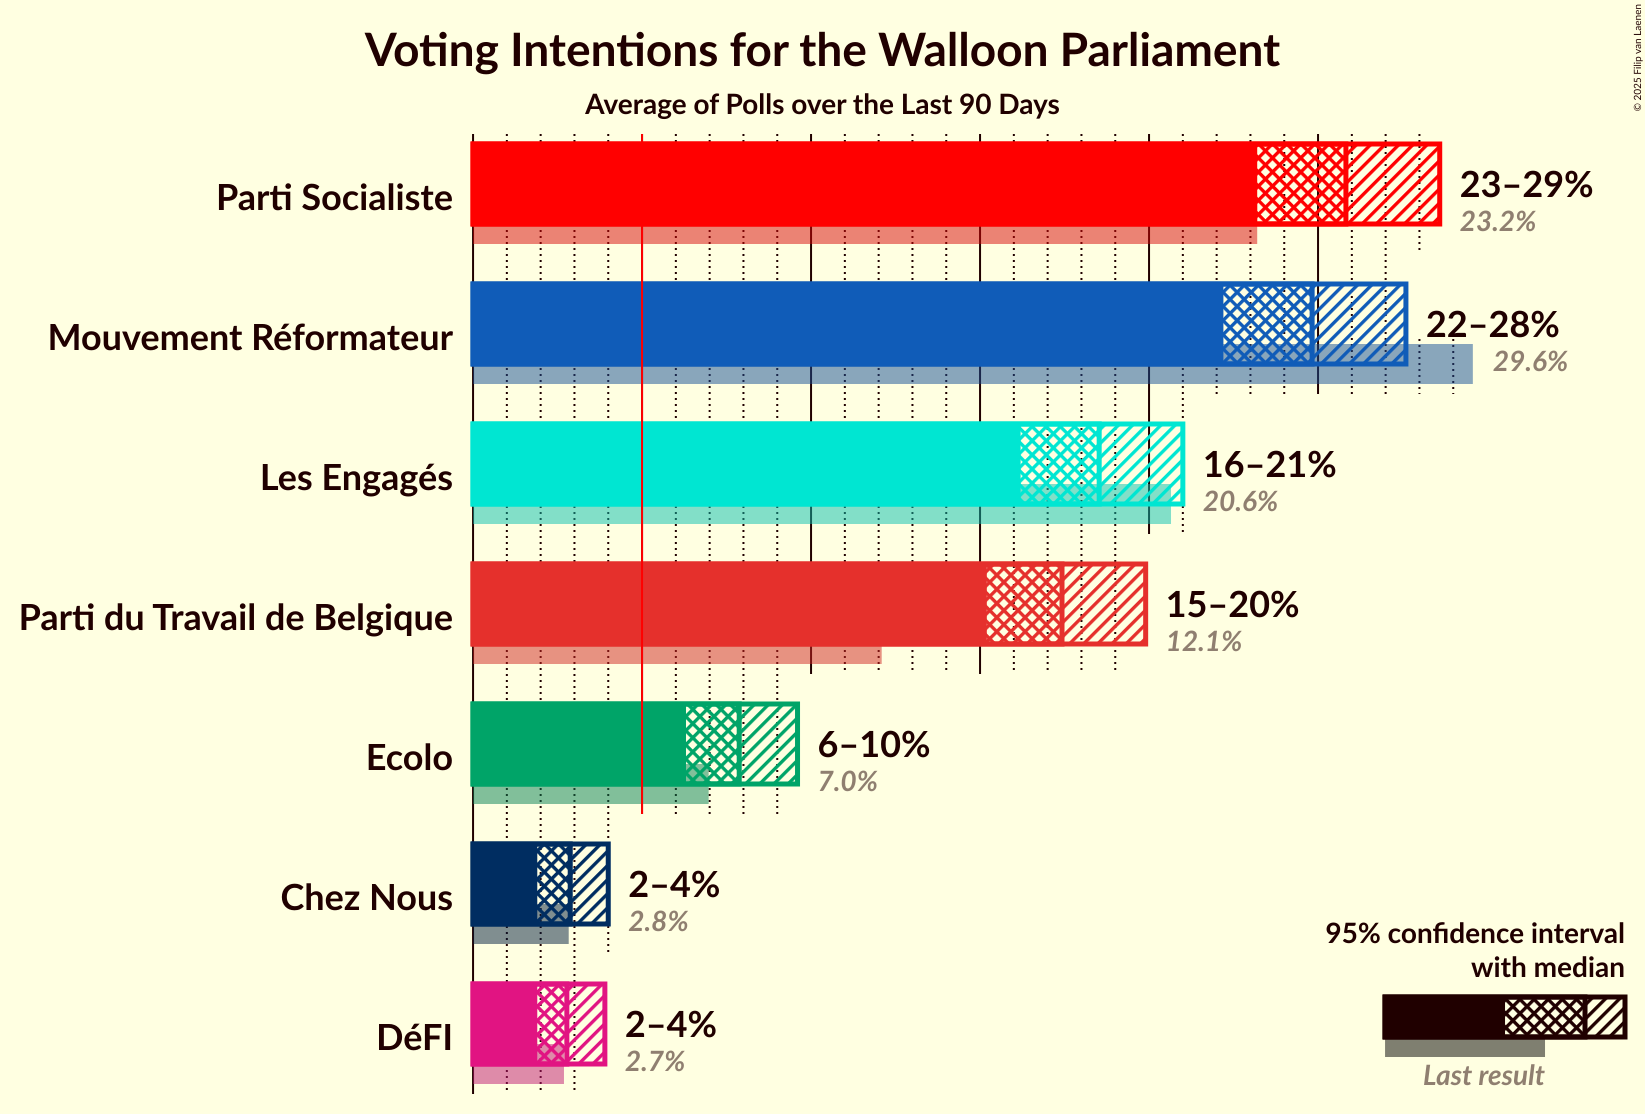 Voting Intentions for the Walloon Parliament
Average of Polls over the Last 90 Days
© 2025 Filip van Laenen
Parti Socialiste
23–29%
23.2%
Mouvement Réformateur
22–28%
29.6%
Les Engagés
16–21%
20.6%
Parti du Travail de Belgique
15–20%
12.1%
Ecolo
6–10%
7.0%
Chez Nous
2–4%
2.8%
DéFI
2–4%
2.7%
95% confidence interval
with median
Last result